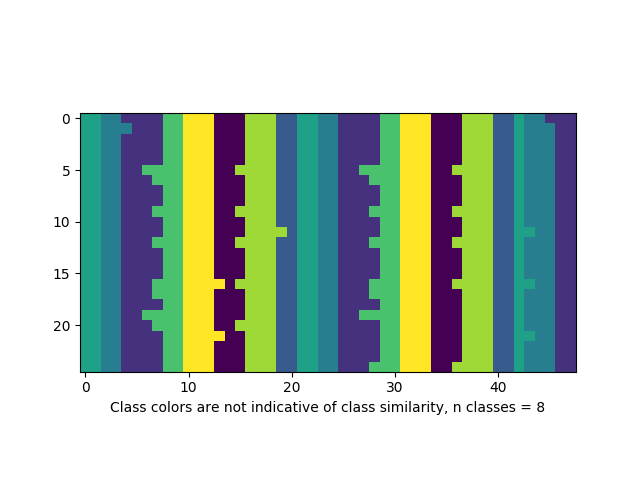 0
5
10
15
20
0 10 20 30 40
Class colors are not indicative of class similarity, n classes = 8